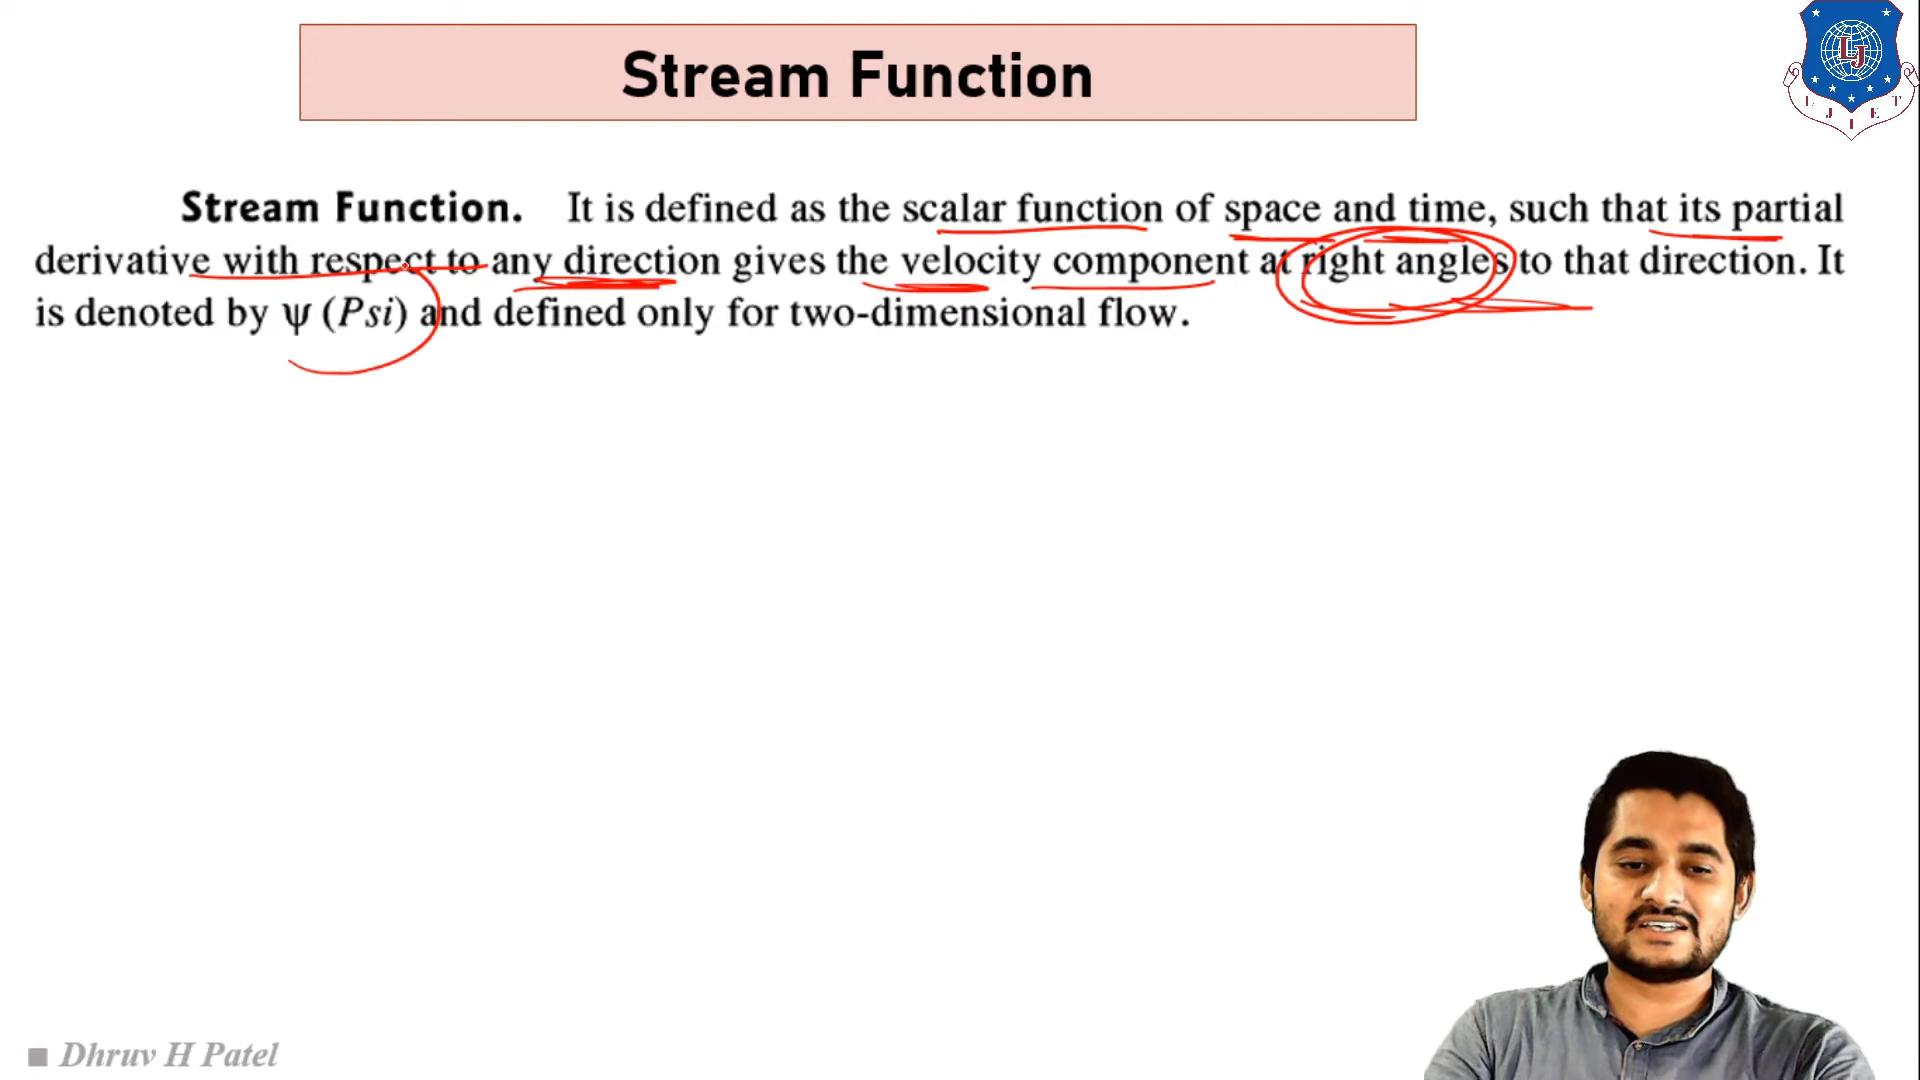 Stream Function
LJ
L J I E T
Stream Function. It is defined as the scalar function of space and time, such that its partial
derivative with respect to any direction gives the velocity component at right angles to that direction. It
is denoted by ψ (Psi) and defined only for two-dimensional flow.
Dhruv H Patel